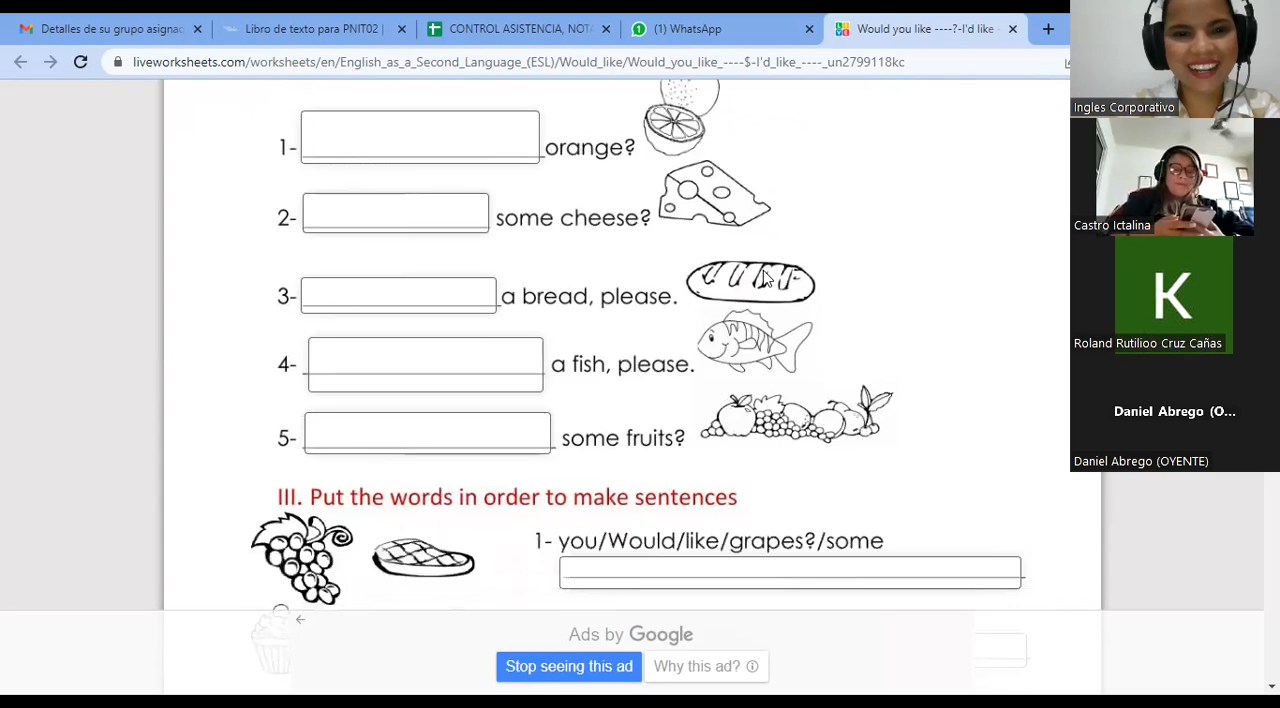 Detalles de su grupo asignad
Libro de texto para PNIT02 |
CONTROL ASISTENCIA, NOTA
(1) WhatsApp
Would you like ----?-I'd like -
liveworksheets.com/worksheets/en/English_as_a_Second_Language_(ESL)/Would_like/Would_you_like_----$-I'd_like_----_un2799118kc
1- orange?
2- some cheese?
3- a bread, please.
4- a fish, please.
5- some fruits?
III. Put the words in order to make sentences
1- you/Would/like/grapes?/some
Ads by Google
Stop seeing this ad
Why this ad?
Ingles Corporativo
Castro Ictalina
K
Roland Rutilioo Cruz Cañas
Daniel Abrego (O...
Daniel Abrego (OYENTE)